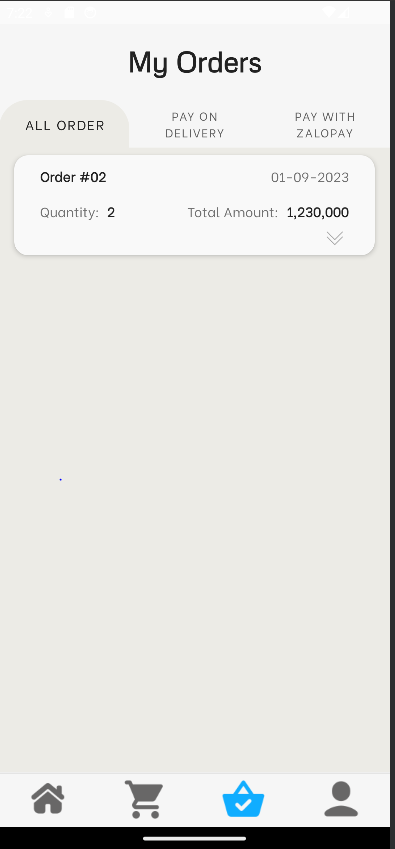 My Orders
ALL ORDER
PAY ON
DELIVERY
PAY WITH
ZALOPAY
Order #02 01-09-2023
Quantity: 2 Total Amount: 1,230,000